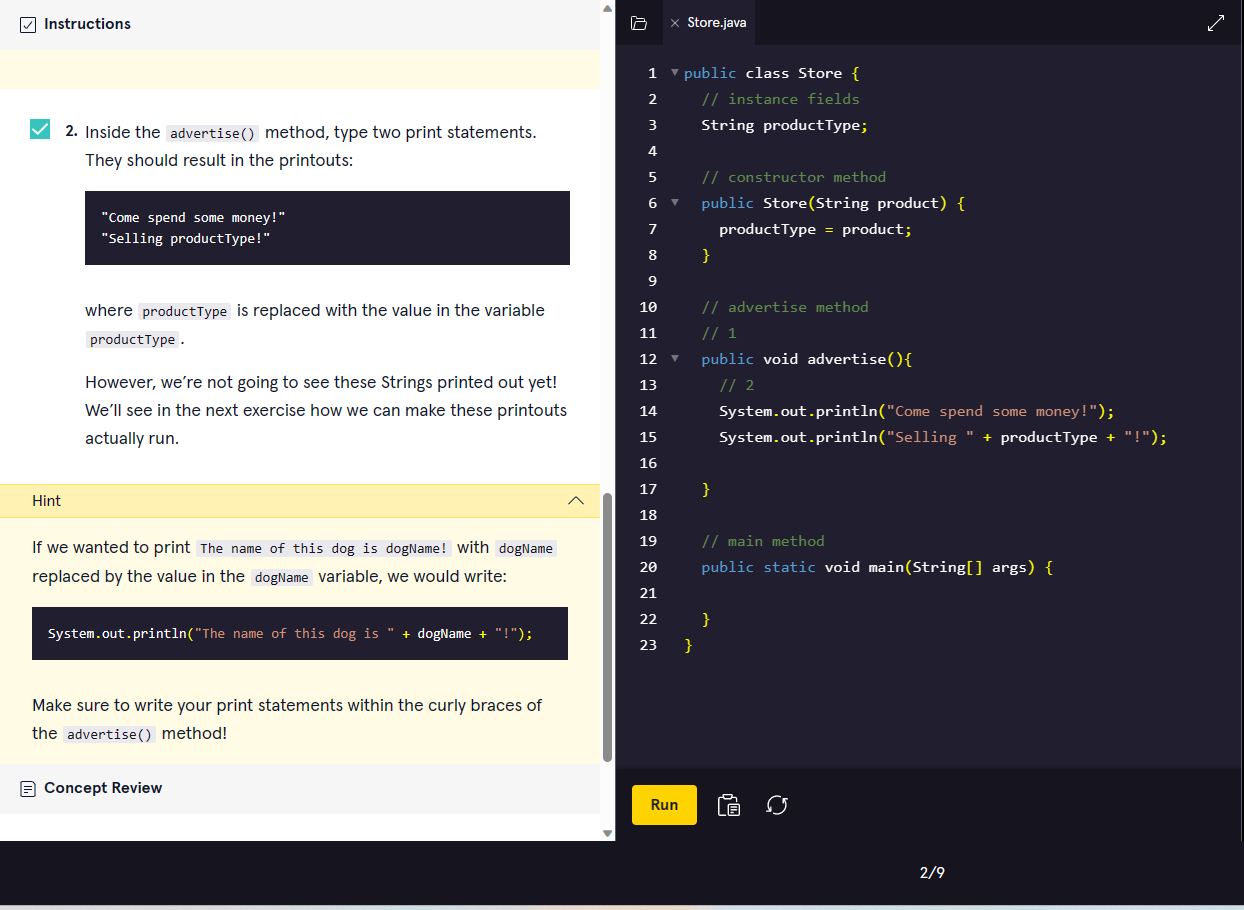 Instructions
2. Inside the advertise() method, type two print statements.
They should result in the printouts:
"Come spend some money!"
"Selling productType!"
where productType is replaced with the value in the variable
productType.
However, we're not going to see these Strings printed out yet!
We'll see in the next exercise how we can make these printouts
actually run.
Hint
If we wanted to print The name of this dog is dogName! with dogName
replaced by the value in the dogName variable, we would write:
System.out.println("The name of this dog is " + dogName + "!");
Make sure to write your print statements within the curly braces of
the advertise() method!
Concept Review
Store.java
1 public class Store {
2 // instance fields
3 String productType;
4
5 // constructor method
6 public Store(String product) {
7 productType = product;
8 }
9
10 // advertise method
11 // 1
12 public void advertise(){
13 // 2
14 System.out.println("Come spend some money!");
15 System.out.println("Selling " + productType + "!");
16
17 }
18
19 // main method
20 public static void main(String[] args) {
21
22 }
23 }
Run
2/9